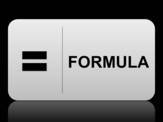 = FORMULA